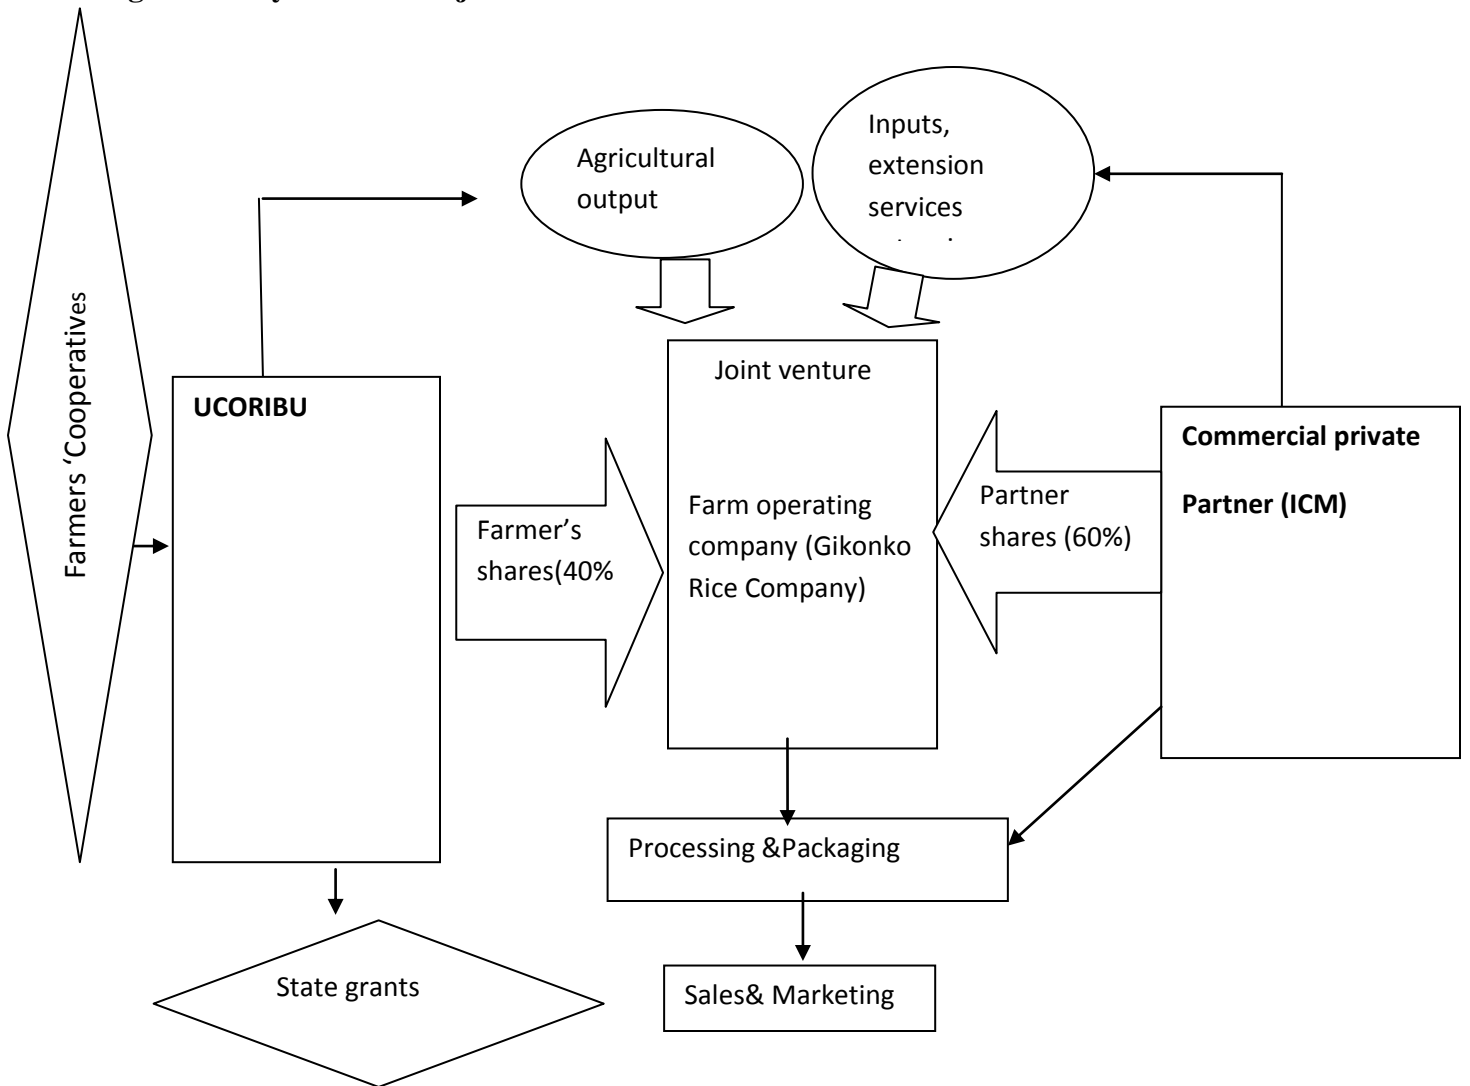 Agricultural
output
Inputs,
extension
services
Farmers ‘Cooperatives
UCORIBU
Joint venture
Farm operating
company (Gikonko
Rice Company)
Farmer’s
shares(40%
Partner
shares (60%)
Commercial private
Partner (ICM)
Processing &Packaging
State grants
Sales& Marketing